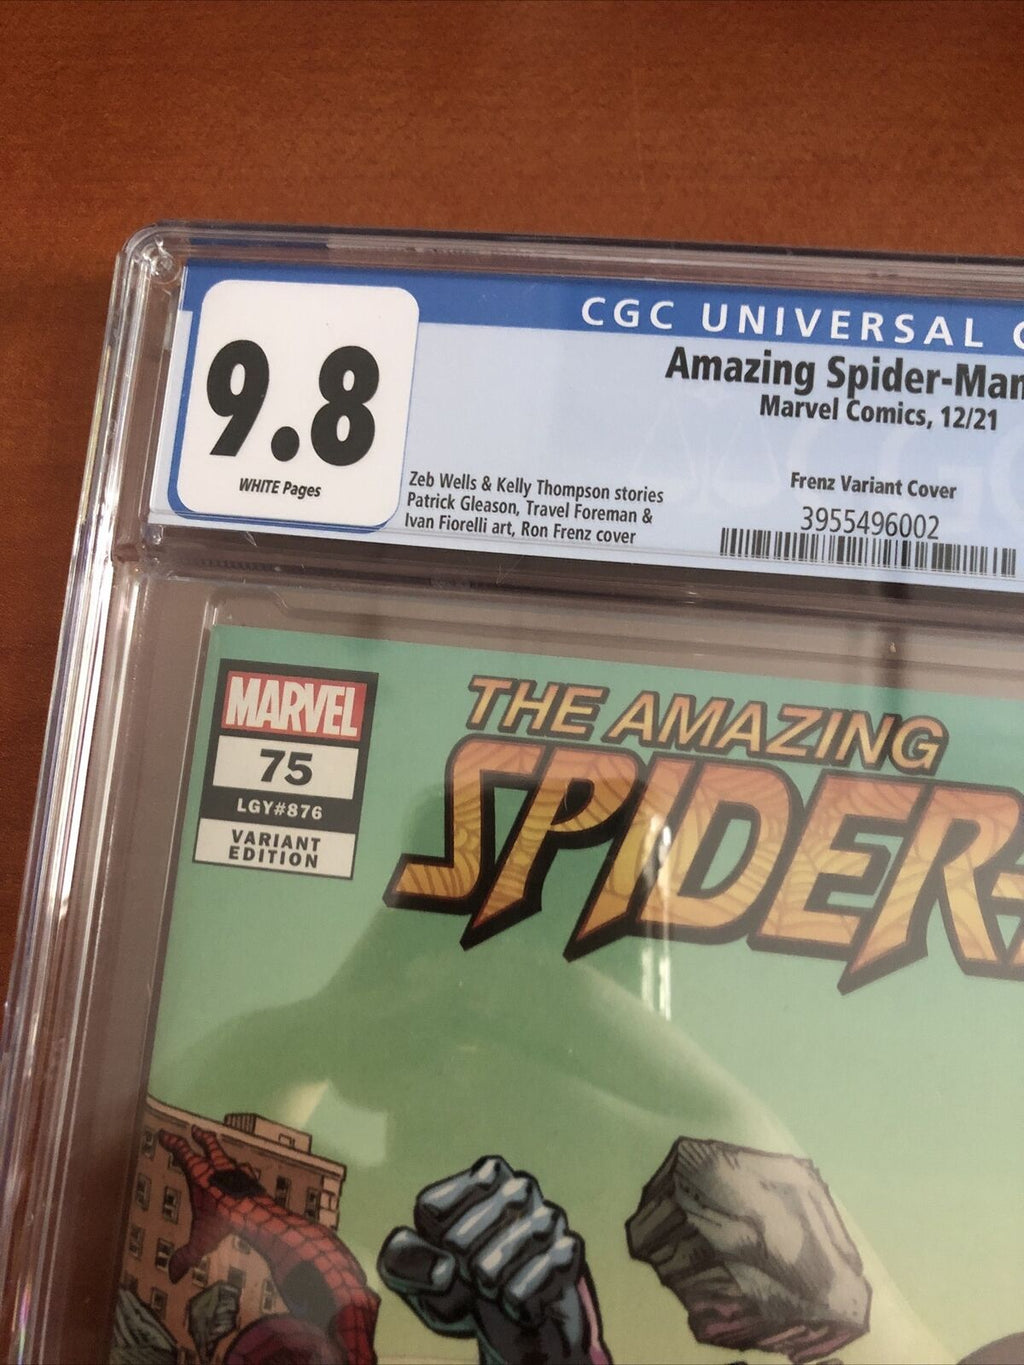 CGC UNIVERSAL
9.8
WHITE Pages
Amazing Spider-Man
Marvel Comics, 12/21
Zeb Wells & Kelly Thompson stories
Patrick Gleason, Travel Foreman &
Ivan Fiorelli art, Ron Frenz cover
Frenz Variant Cover
3955496002
MARVEL
75
LGY#876
VARIANT
EDITION
THE AMAZING
SPIDER-